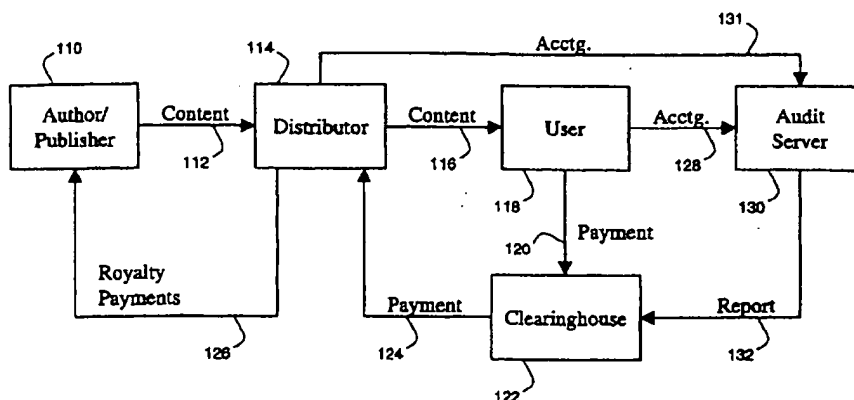 131
110
114
Acctg.
Author/
Publisher
Content
112
Distributor
Content
116
User
Acctg.
128
Audit
Server
118
130
120
Payment
Royalty
Payments
126
Payment
124
Clearinghouse
Report
132
122